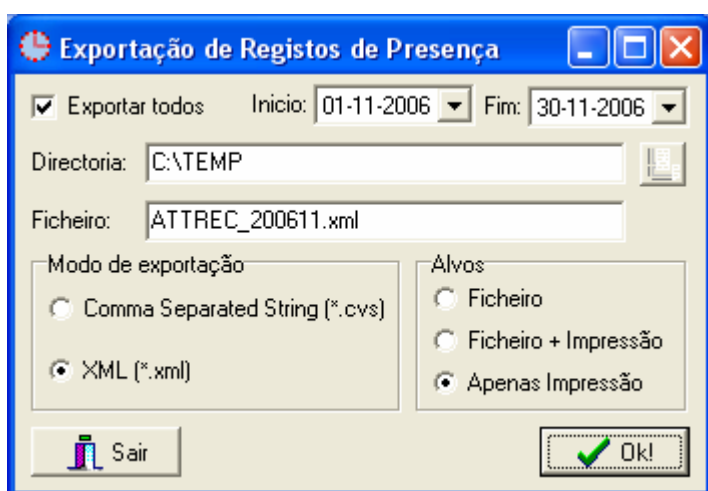 Exportação de Registos de Presença
Exportar todos Inicio: 01-11-2006 Fim: 30-11-2006
Directoria: C:\TEMP
Ficheiro: ATTREC_200611.xml
Modo de exportação
Comma Separated String (*.cvs)
XML (*.xml)
Alvos
Ficheiro
Ficheiro + Impressão
Apenas Impressão
Sair
Ok!